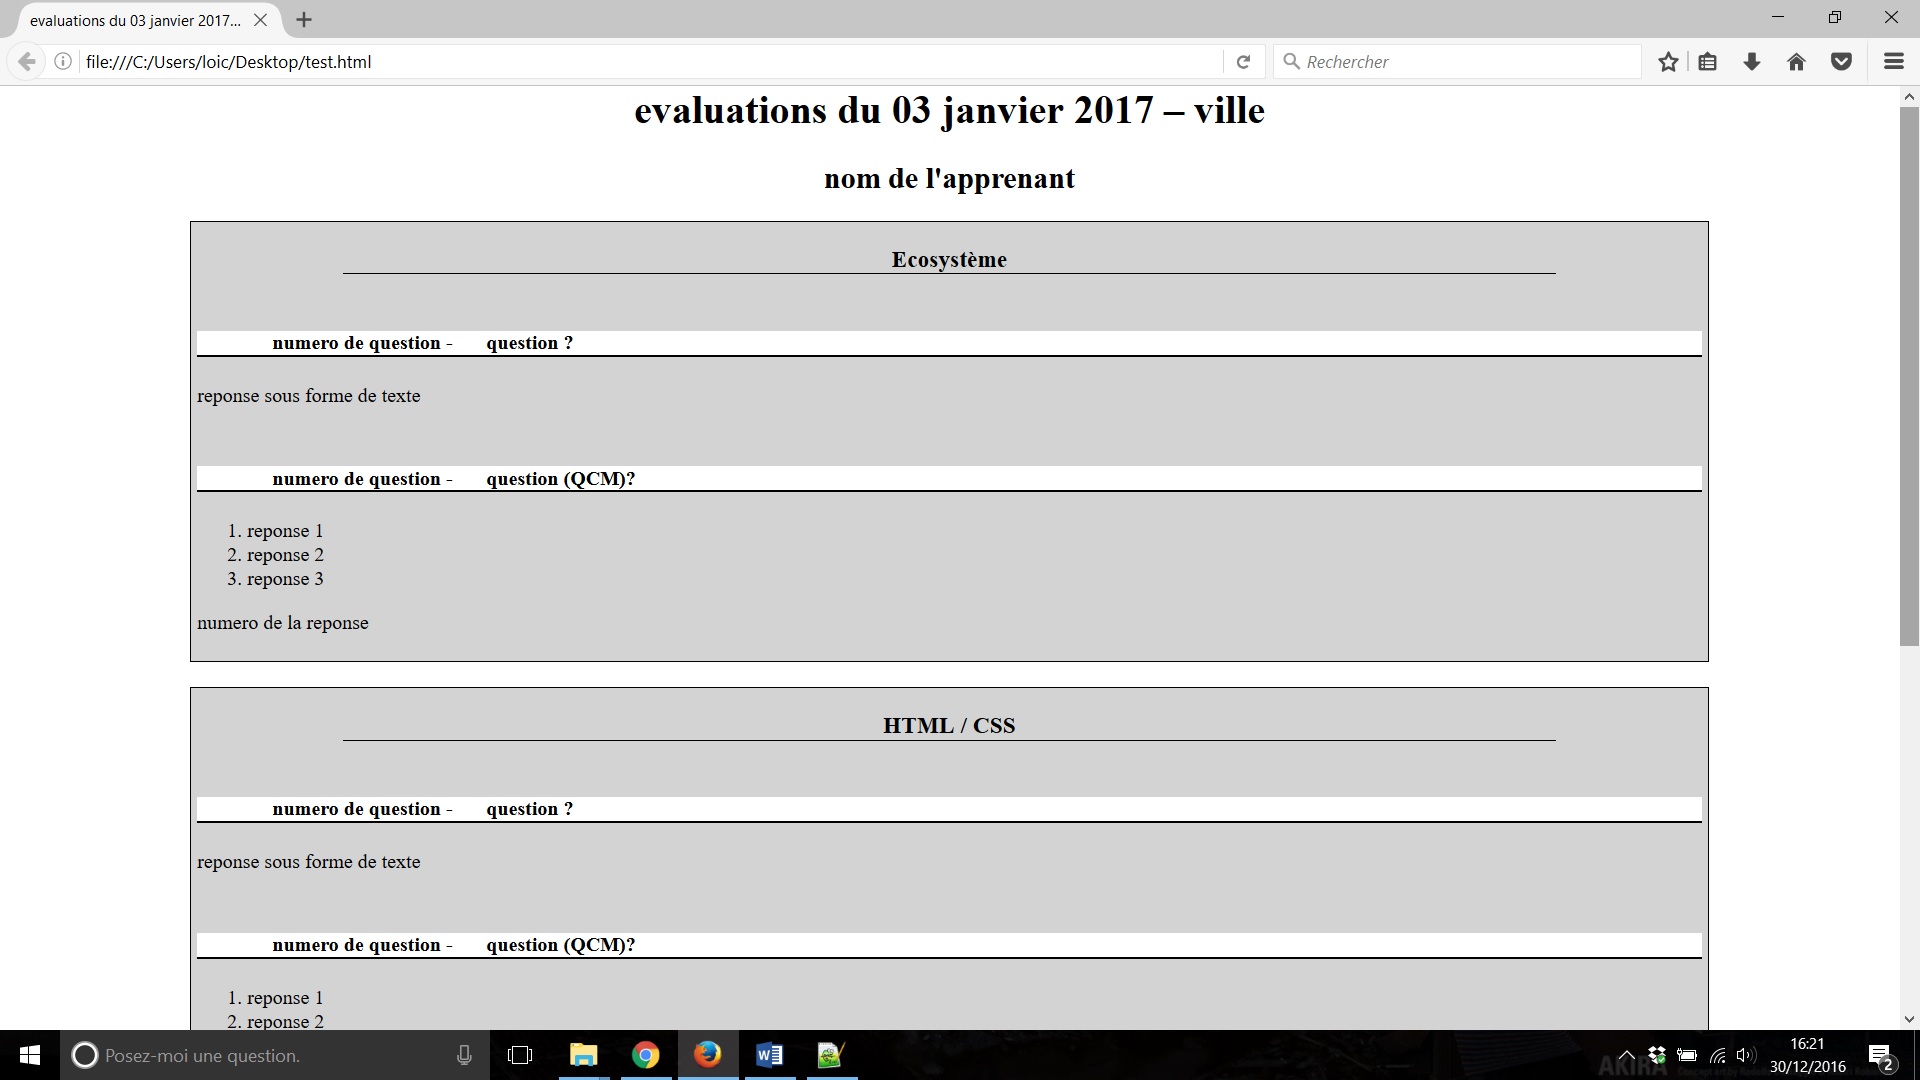 evaluations du 03 janvier 2017...
file:///C:/Users/loic/Desktop/test.html
Rechercher
evaluations du 03 janvier 2017 – ville
nom de l'apprenant
Ecosystème
numero de question - question ?
reponse sous forme de texte
numero de question - question (QCM)?
1. reponse 1
2. reponse 2
3. reponse 3
numero de la reponse
HTML / CSS
numero de question - question ?
reponse sous forme de texte
numero de question - question (QCM)?
1. reponse 1
2. reponse 2
Posez-moi une question.
AKIRA
16:21
30/12/2016
2